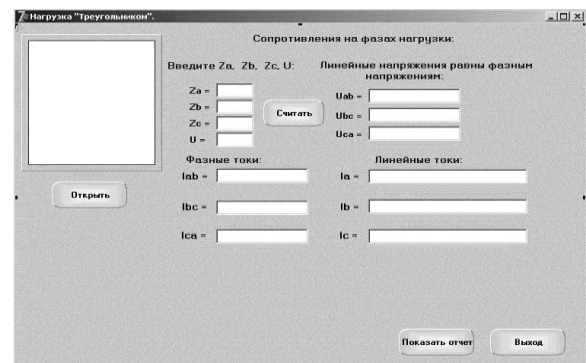 Нагрузка "Треугольником".
Сопротивления на фазах нагрузки:
Введите Za, Zb, Zc, U:
Линейные напряжения равны фазным
напряжениям:
Za =
Zb =
Zc =
U =
Считать
Uab =
Ubc =
Uca =
Фазные токи:
Линейные токи:
Iab =
Ia =
Открыть
Ibc =
Ib =
Ica =
Ic =
Показать отчет
Выход